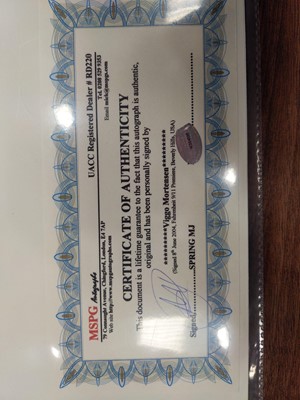 MSPG Autographs
79 Connaught Avenue, Chingford, London, E4 7AP
UACC Registered Dealer # RD220
CERTIFICATE OF AUTHENTICITY
This document is a lifetime guarantee to the fact that this autograph is authentic,
original and has been personally signed by
*********Viggo Mortensen*********
Signed SPRING MJ